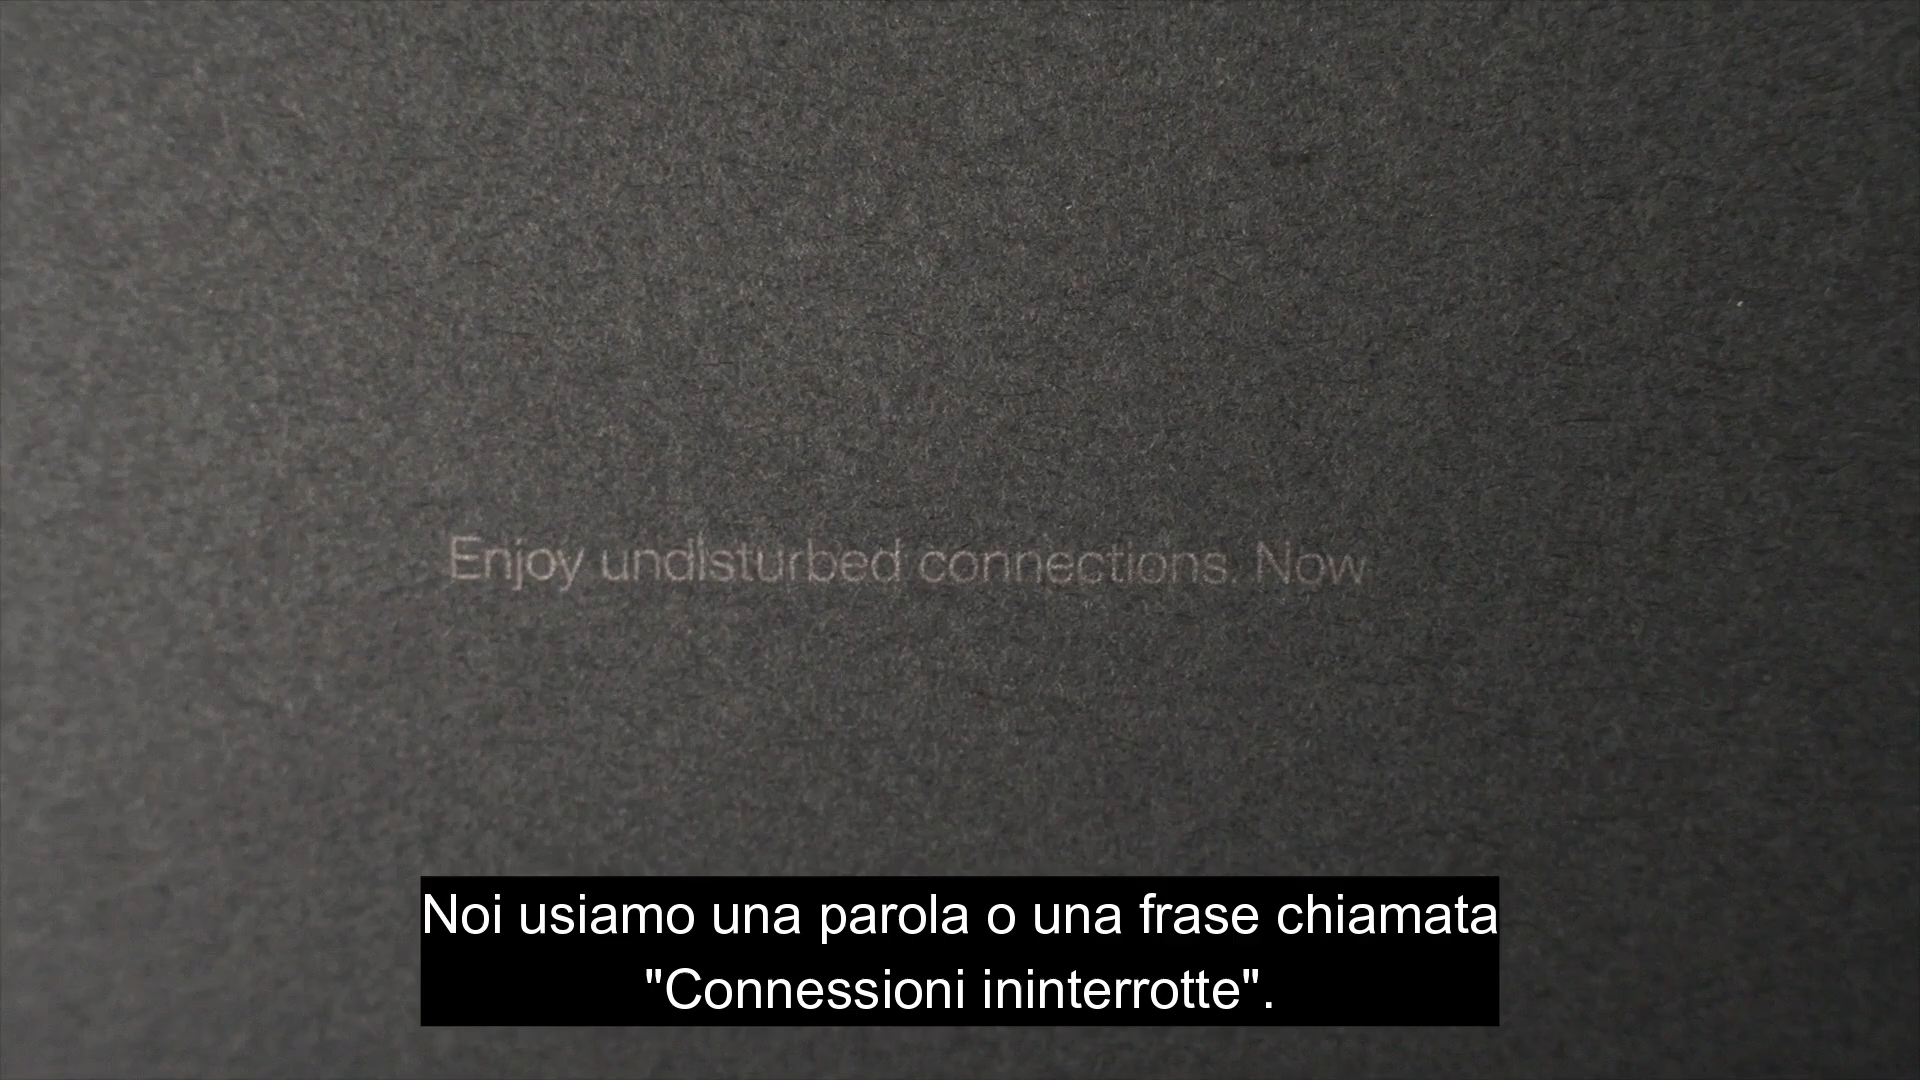 Enjoy undisturbed connections. Now
Noi usiamo una parola o una frase chiamata
"Connessioni ininterrotte".